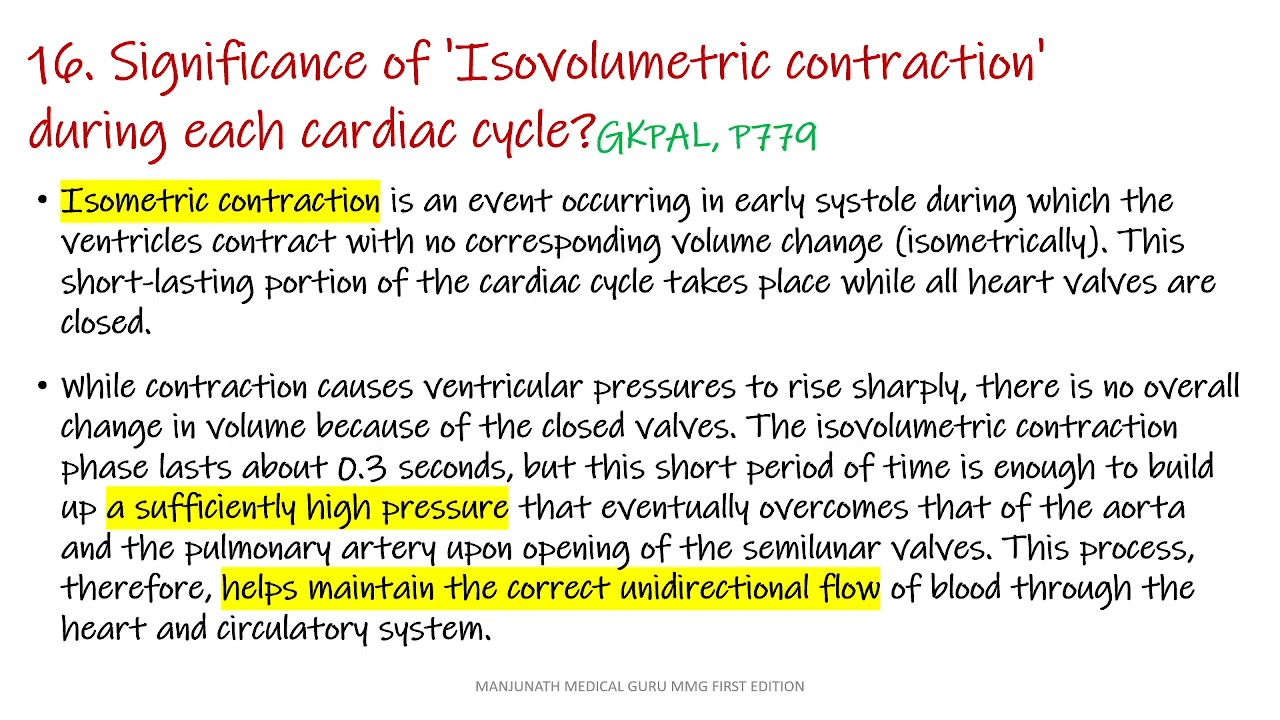 16. Significance of 'Isovolumetric contraction'
during each cardiac cycle?GKPAL, P779
• Isometric contraction is an event occurring in early systole during which the
ventricles contract with no corresponding volume change (isometrically). This
short-lasting portion of the cardiac cycle takes place while all heart valves are
closed.
• While contraction causes ventricular pressures to rise sharply, there is no overall
change in volume because of the closed valves. The isovolumetric contraction
phase lasts about 0.3 seconds, but this short period of time is enough to build
up a sufficiently high pressure that eventually overcomes that of the aorta
and the pulmonary artery upon opening of the semilunar valves. This process,
therefore, helps maintain the correct unidirectional flow of blood through the
heart and circulatory system.
MANJUNATH MEDICAL GURU MMG FIRST EDITION